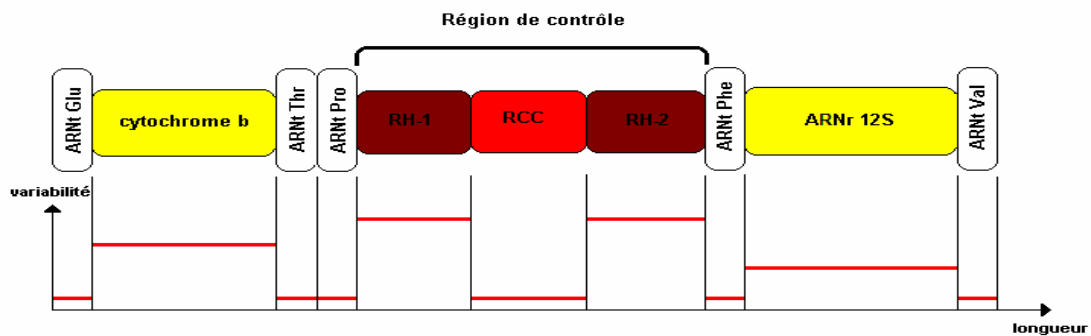 Région de contrôle
ARNt Glu
cytochrome b
ARNt Thr
ARNt Pro
RH-1
RCC
RH-2
ARNt Phe
ARNr 12S
ARNt Val
variabilité
longueur